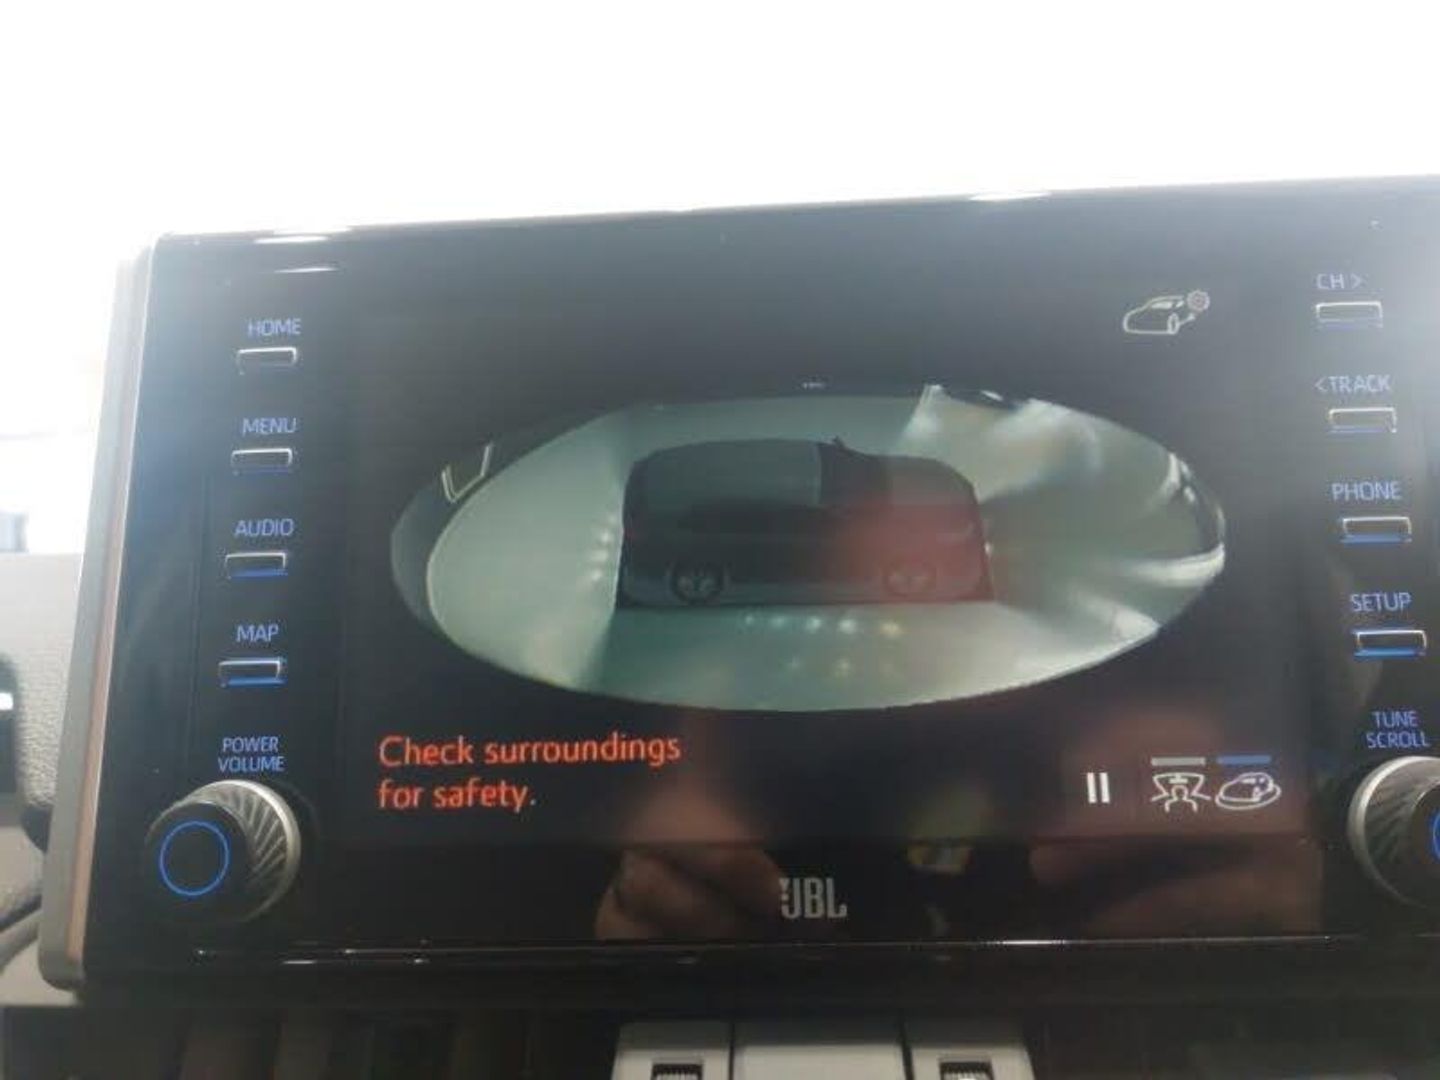 HOME
MENU
AUDIO
MAP
POWER
VOLUME
CH >
<TRACK
PHONE
SETUP
TUNE
SCROLL
Check surroundings
for safety.
JBL